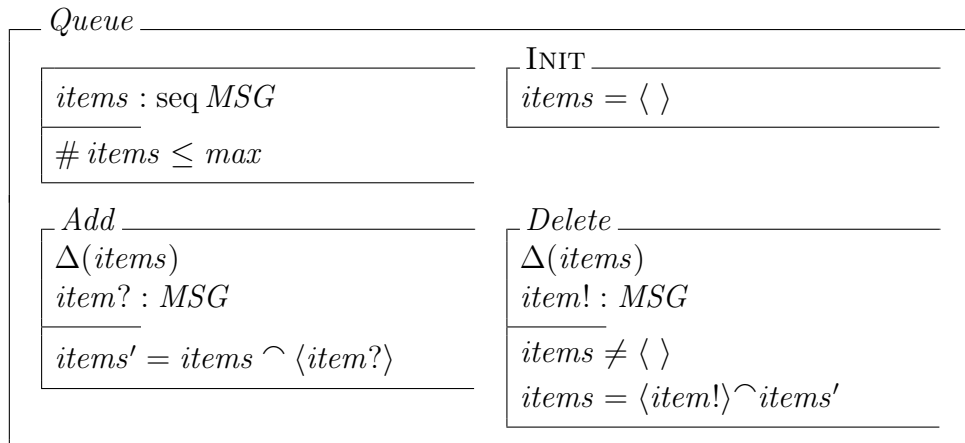 Queue
items : seq MSG
# items ≤ max
INIT
items = ⟨ ⟩
Add
Δ(items)
item? : MSG
items′ = items ⌢ ⟨item?⟩
Delete
Δ(items)
item! : MSG
items ≠ ⟨ ⟩
items = ⟨item!⟩⌢items′